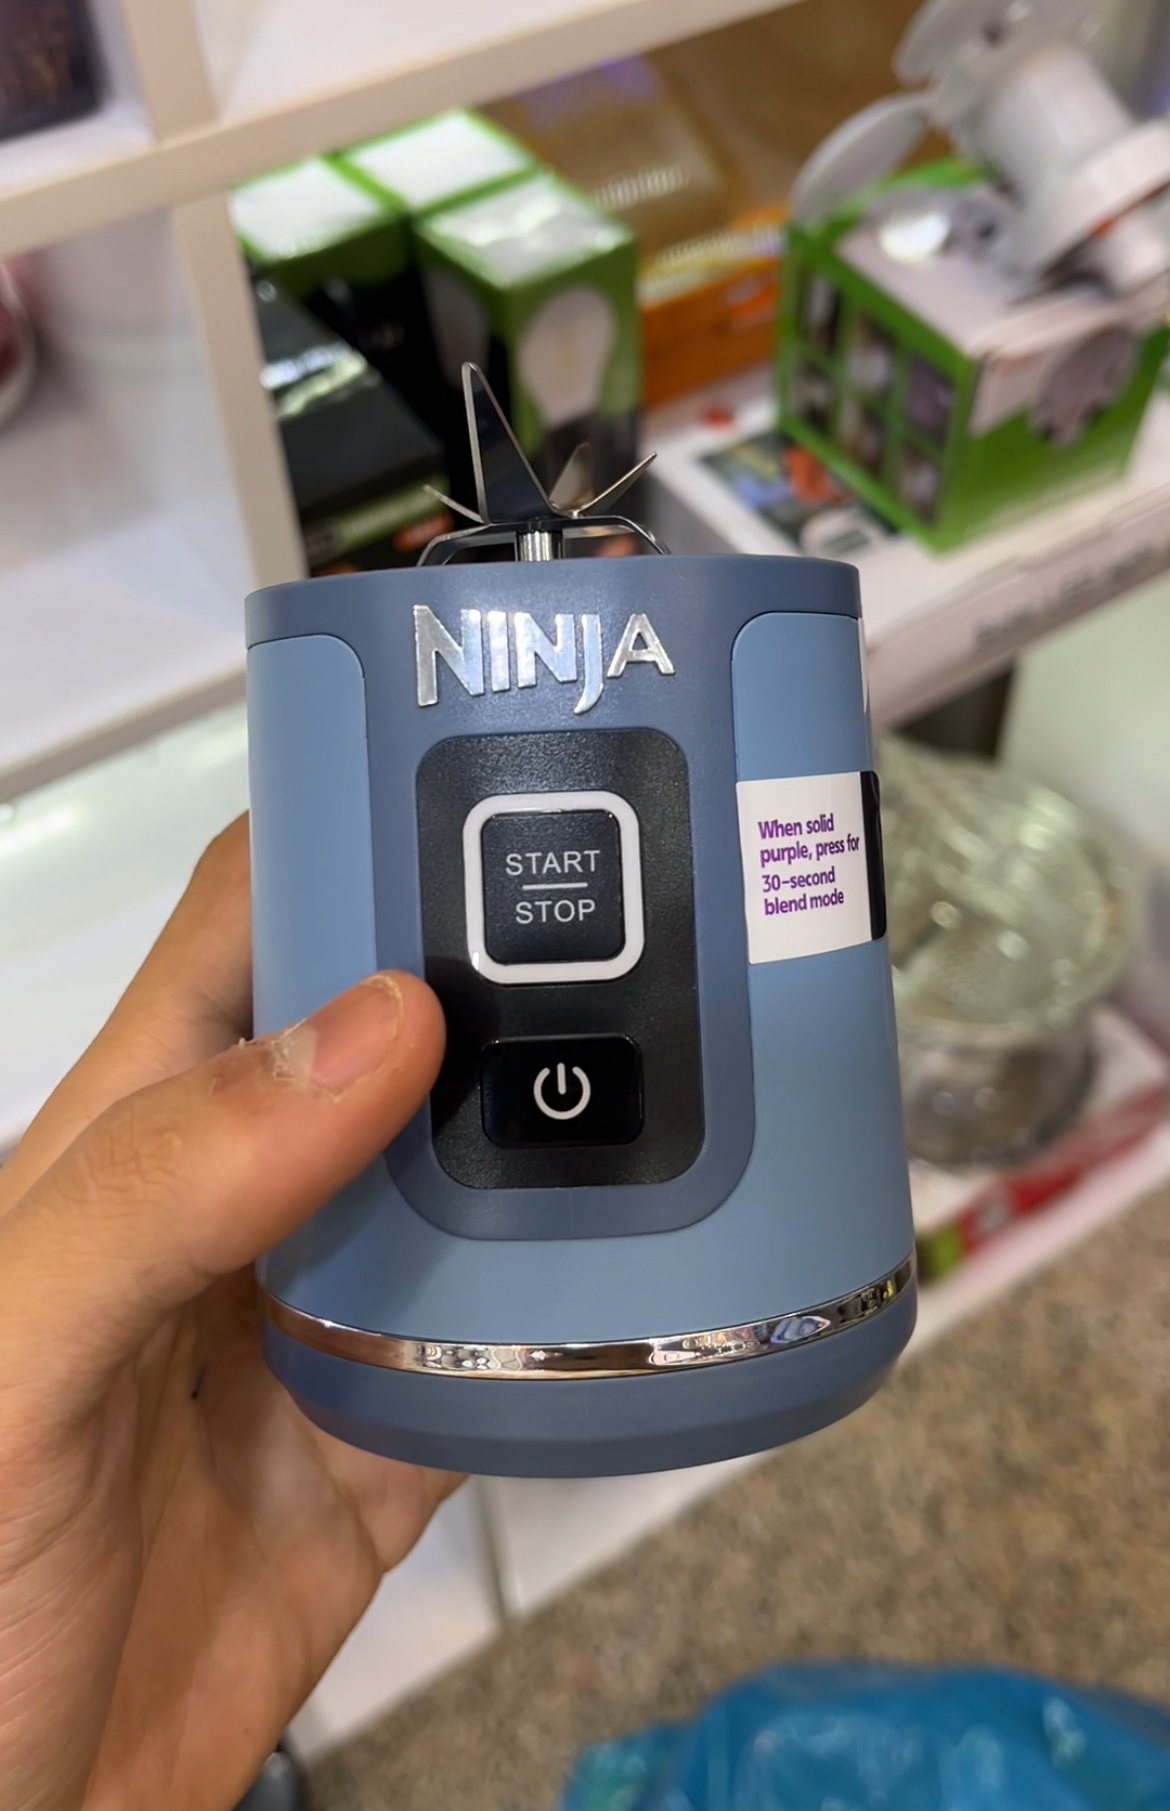 NINJA
START
STOP
When solid
purple, press for
30-second
blend mode